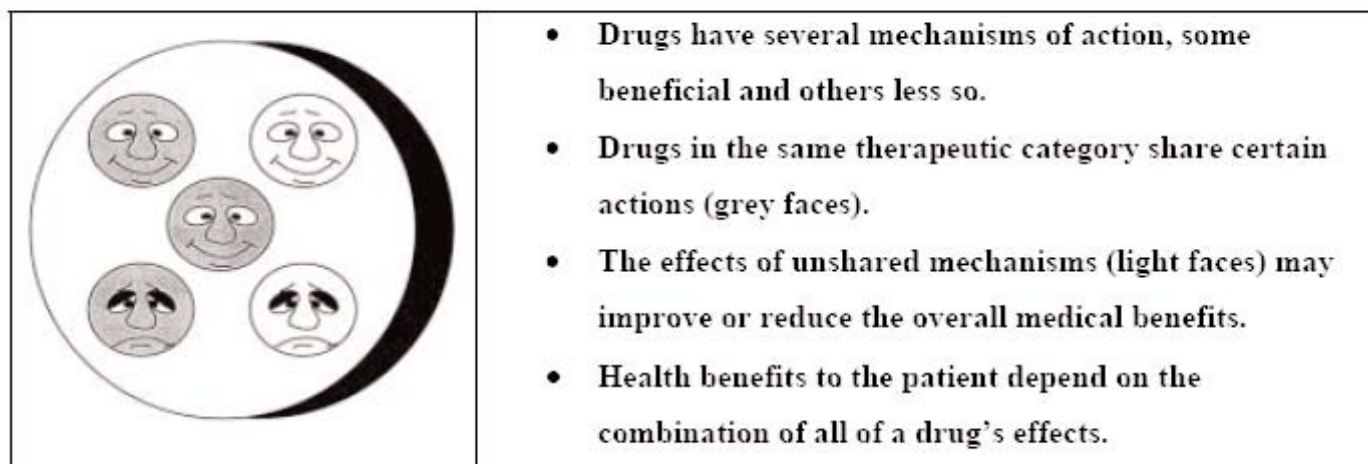 • Drugs have several mechanisms of action, some
beneficial and others less so.
• Drugs in the same therapeutic category share certain
actions (grey faces).
• The effects of unshared mechanisms (light faces) may
improve or reduce the overall medical benefits.
• Health benefits to the patient depend on the
combination of all of a drug's effects.